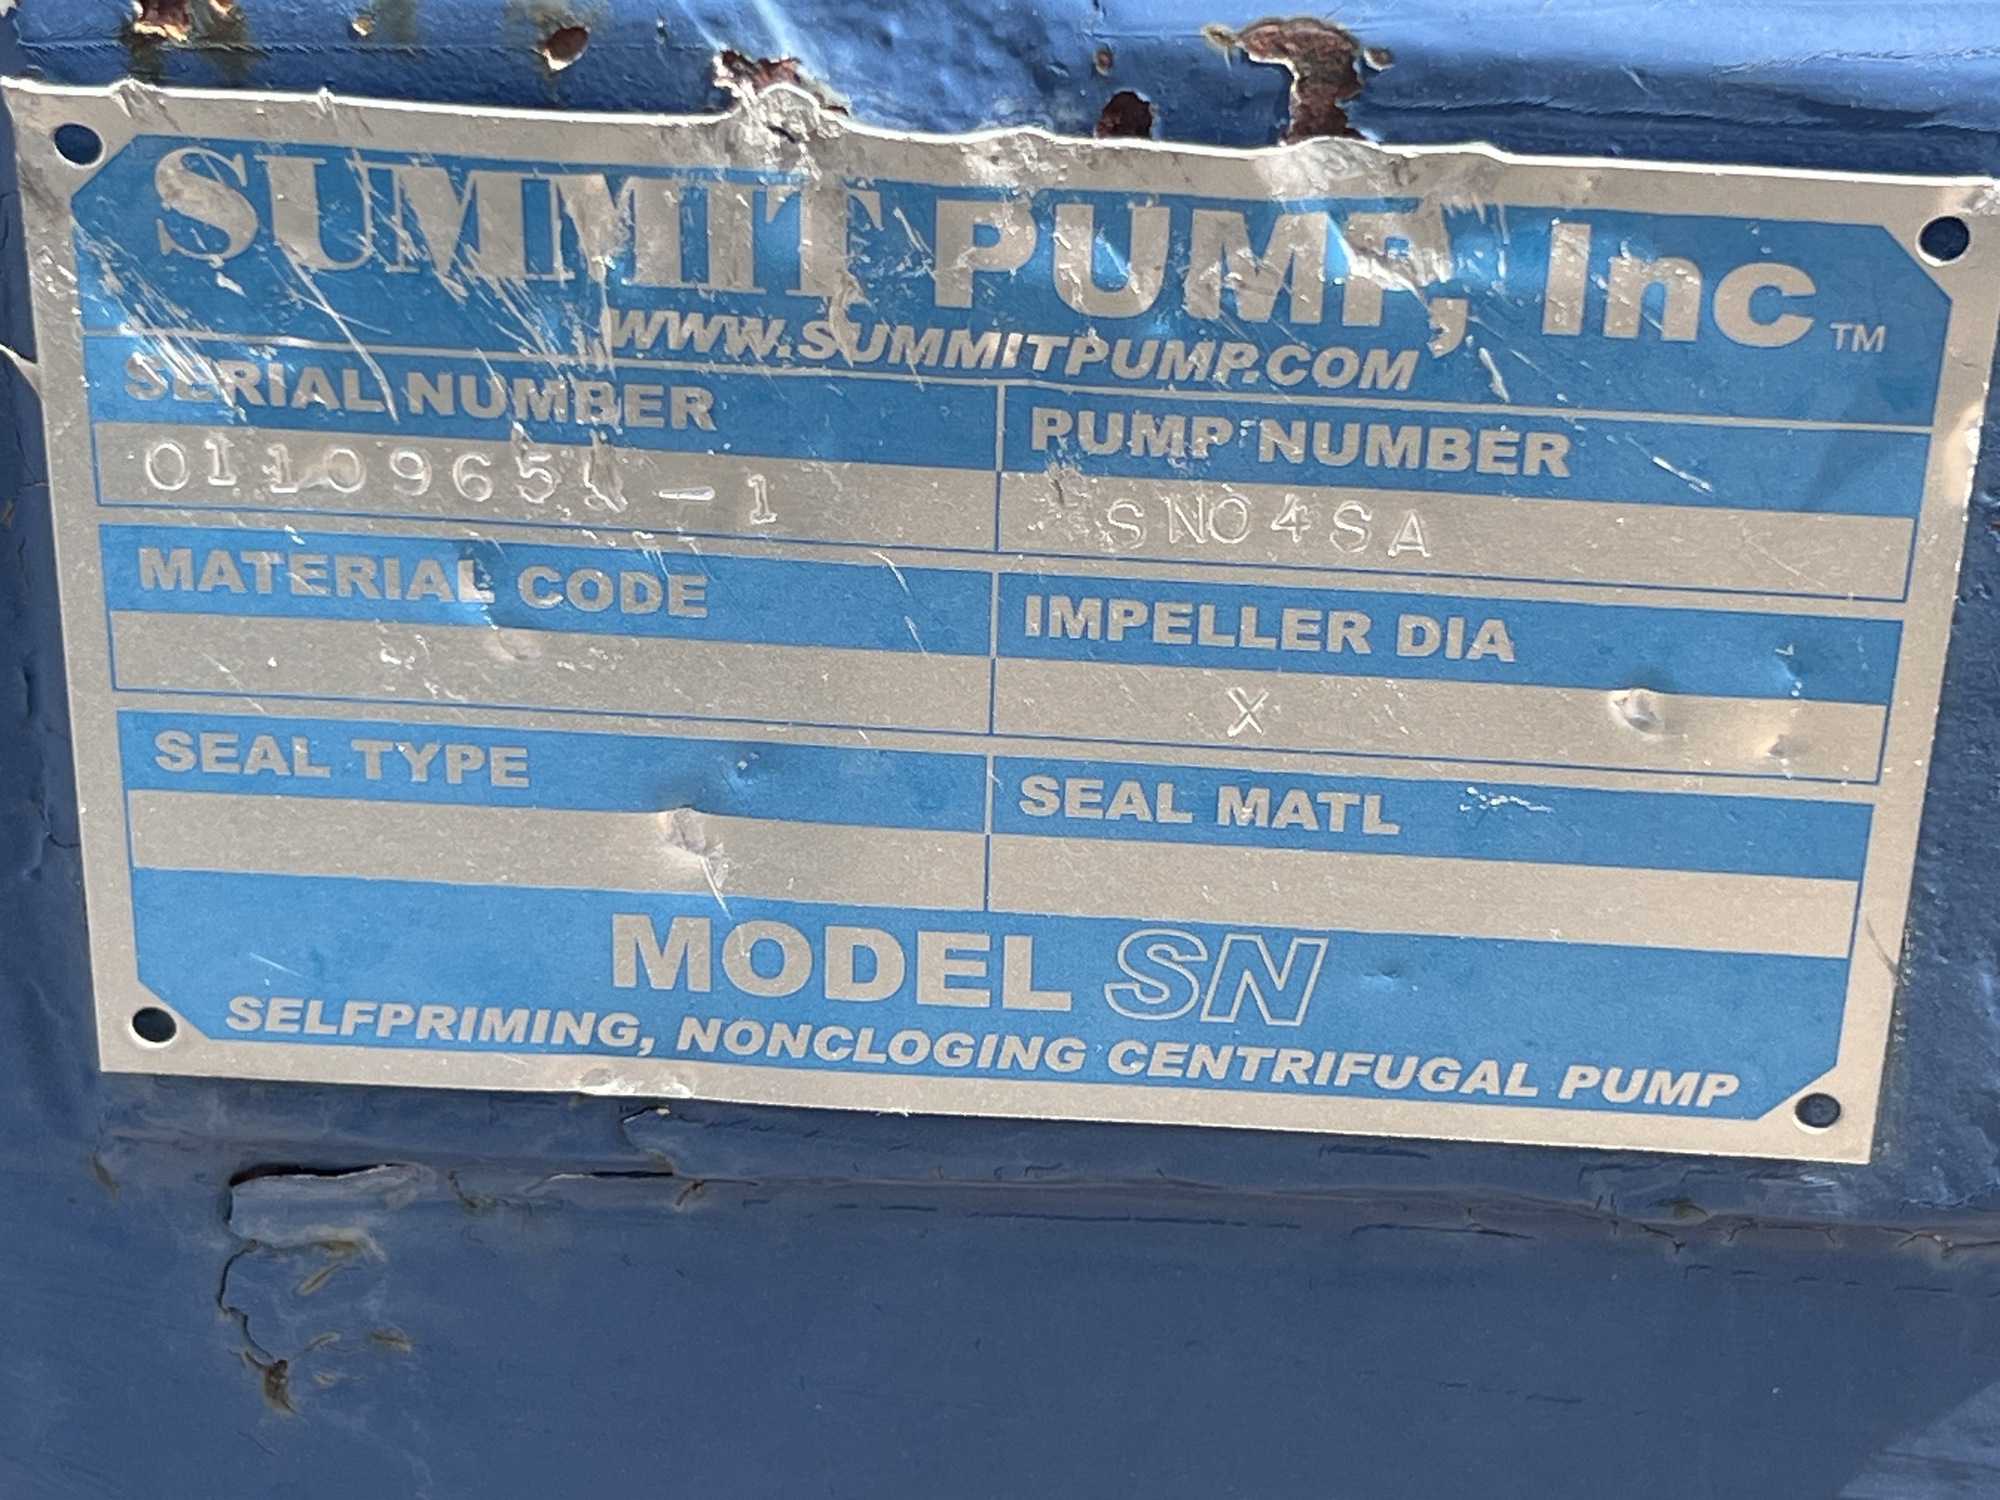 SUMMIT PUMP, Inc™
WWW.SUMMITPUMP.COM
SERIAL NUMBER
PUMP NUMBER
SN04SA
MATERIAL CODE
IMPELLER DIA
X
SEAL TYPE
SEAL MATL
MODEL SN
SELFPRIMING, NONCLOGING CENTRIFUGAL PUMP